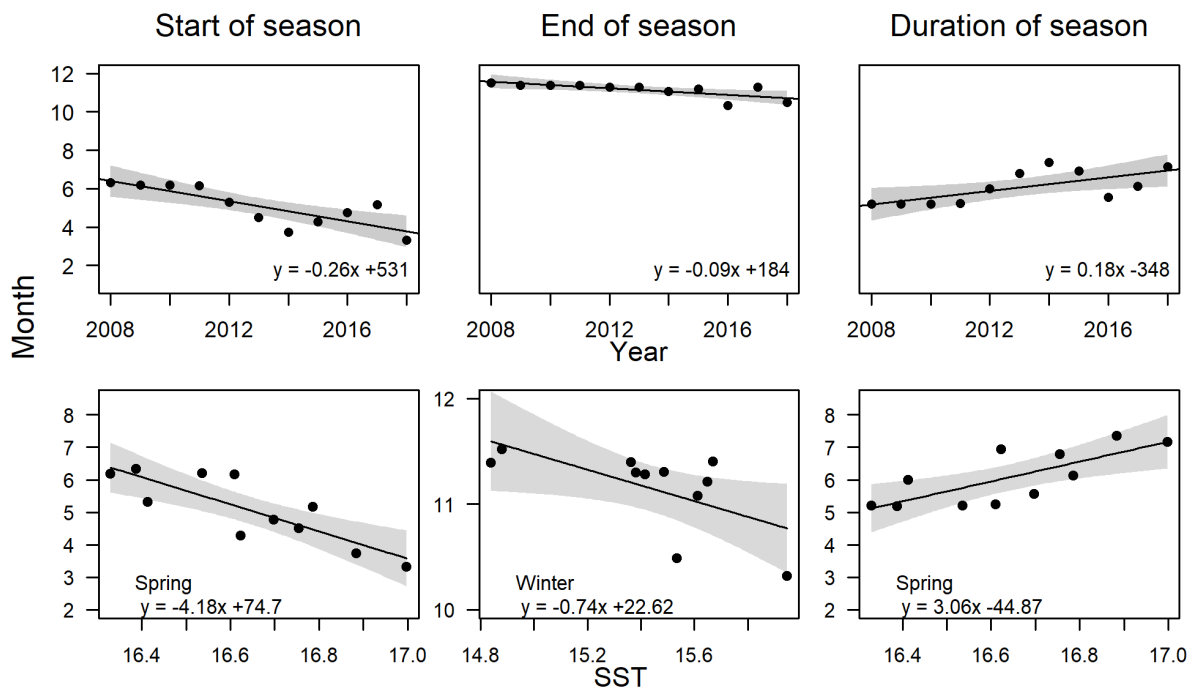 Start of season
End of season
Duration of season
Month
12
10
8
6
4
2
y = -0.26x +531
y = -0.09x +184
y = 0.18x -348
2008
2012
2016
2008
2012
2016
2008
2012
2016
Year
8
7
6
5
4
3
2
Spring
y = -4.18x +74.7
16.4
16.6
16.8
17.0
12
11
10
Winter
y = -0.74x +22.62
14.8
15.2
15.6
8
7
6
5
4
3
2
Spring
y = 3.06x -44.87
16.4
16.6
16.8
17.0
SST